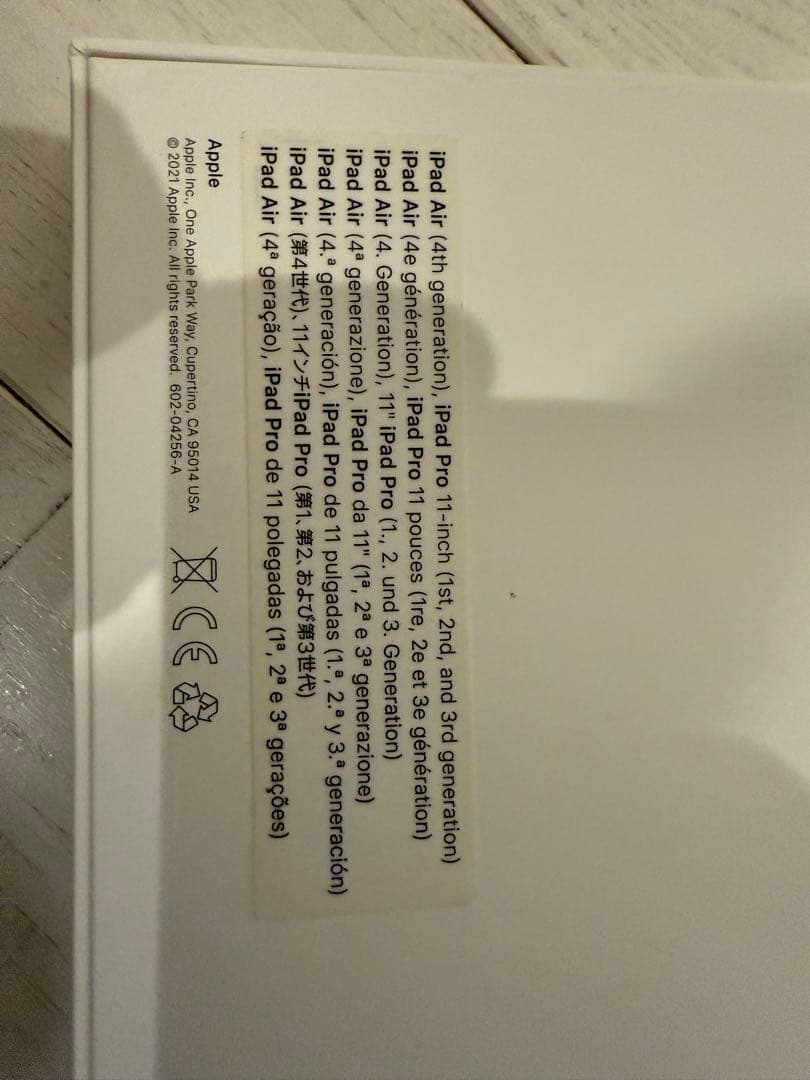 iPad Air (4th generation), iPad Pro 11-inch (1st, 2nd, and 3rd generation)
iPad Air (4e génération), iPad Pro 11 pouces (1re, 2e et 3e génération)
iPad Air (4. Generation), 11" iPad Pro (1., 2. und 3. Generation)
iPad Air (4ª generazione), iPad Pro da 11" (1ª, 2ª e 3ª generazione)
iPad Air (4.ª generación), iPad Pro de 11 pulgadas (1.ª, 2.ª y 3.ª generación)
iPad Air (第4世代)、11インチiPad Pro (第1、第2、および第3世代)
iPad Air (4ª geração), iPad Pro de 11 polegadas (1ª, 2ª e 3ª gerações)
Apple
Apple Inc., One Apple Park Way, Cupertino, CA 95014 USA
© 2021 Apple Inc. All rights reserved. 602-04256-A
CE